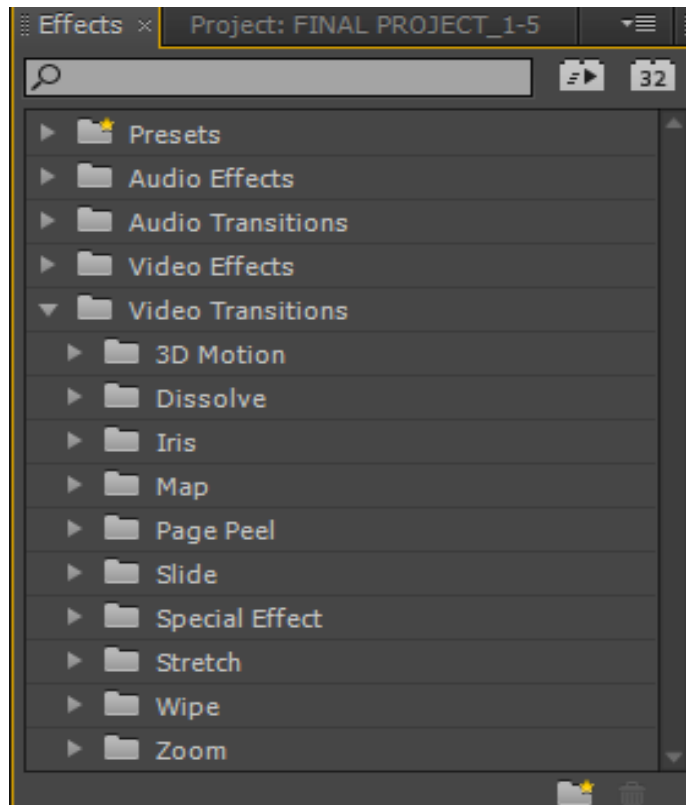 Effects × Project: FINAL PROJECT_1-5
32
Presets
Audio Effects
Audio Transitions
Video Effects
Video Transitions
3D Motion
Dissolve
Iris
Map
Page Peel
Slide
Special Effect
Stretch
Wipe
Zoom